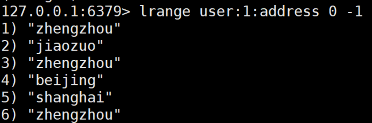 127.0.0.1:6379> lrange user:1:address 0 -1
1) "zhengzhou"
2) "jiaozuo"
3) "zhengzhou"
4) "beijing"
5) "shanghai"
6) "zhengzhou"